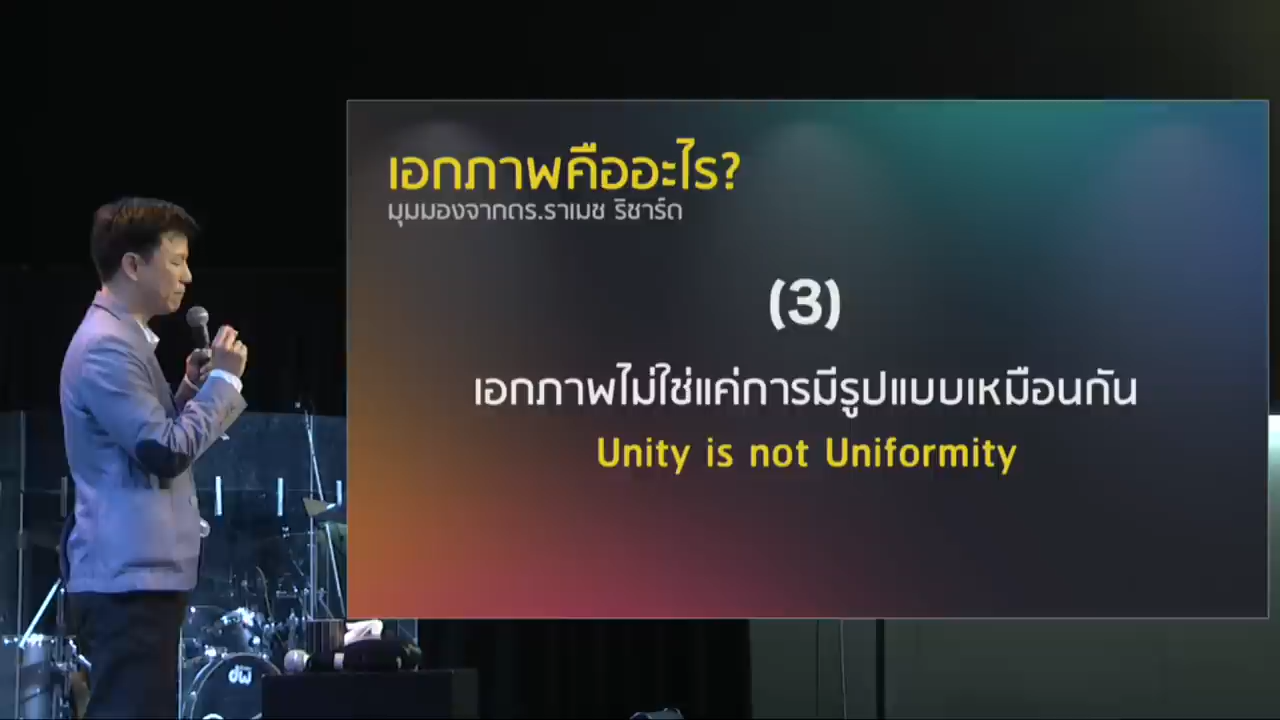 เอกภาพคืออะไร?
มุมมองจากดร.ราเมช ริชาร์ด
(3)
เอกภาพไม่ใช่แค่การมีรูปแบบเหมือนกัน
Unity is not Uniformity
dw